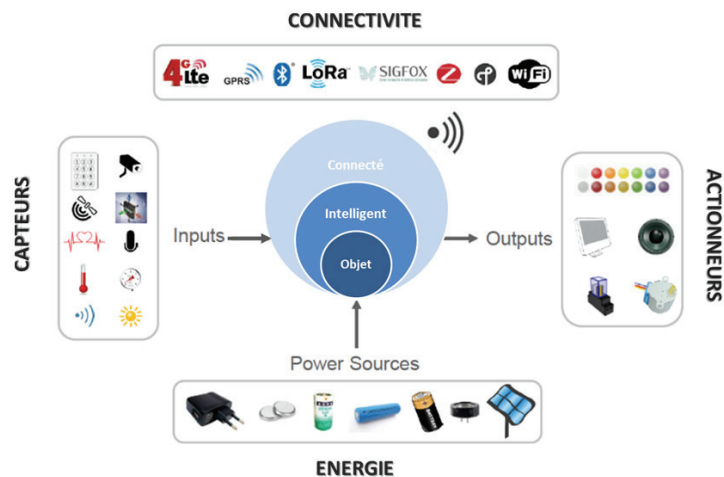 CONNECTIVITE
4G Lte
GPRS
LoRa
SIGFOX
WiFi
CAPTEURS
Inputs
Connecté
Intelligent
Objet
Outputs
ACTIONNEURS
Power Sources
ENERGIE